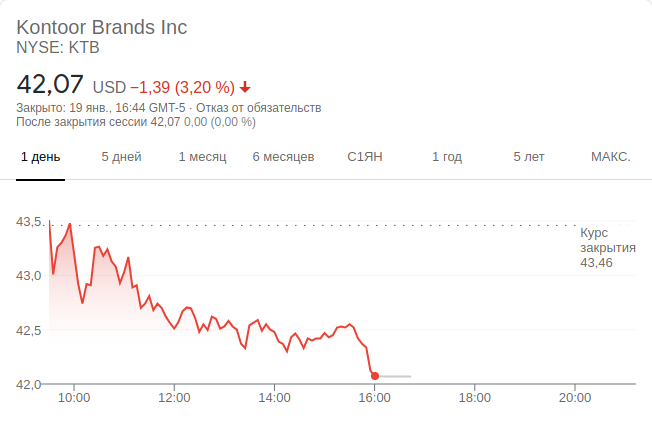 Kontoor Brands Inc
NYSE: KTB
42,07 USD −1,39 (3,20 %)
Закрыто: 19 янв., 16:44 GMT-5 · Отказ от обязательств
После закрытия сессии 42,07 0,00 (0,00 %)
1 день 5 дней 1 месяц 6 месяцев С1ЯН 1 год 5 лет МАКС.
43,5
Курс
закрытия
43,46
43,0
42,5
42,0
10:00 12:00 14:00 16:00 18:00 20:00